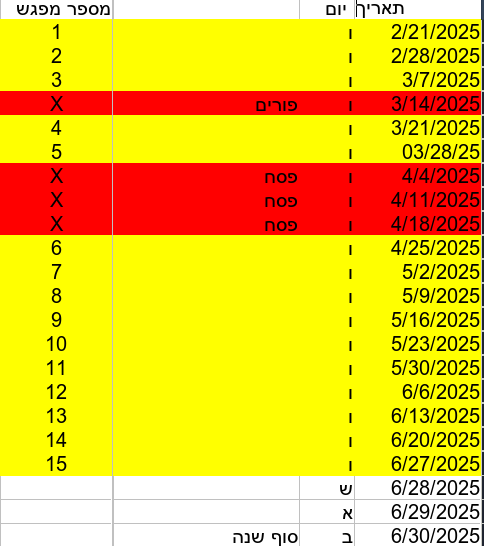 תאריך יום מספר מפגש
2/21/2025 ו 1
2/28/2025 ו 2
3/7/2025 ו 3
3/14/2025 ו פורים X
3/21/2025 ו 4
03/28/25 ו 5
4/4/2025 ו פסח X
4/11/2025 ו פסח X
4/18/2025 ו פסח X
4/25/2025 ו 6
5/2/2025 ו 7
5/9/2025 ו 8
5/16/2025 ו 9
5/23/2025 ו 10
5/30/2025 ו 11
6/6/2025 ו 12
6/13/2025 ו 13
6/20/2025 ו 14
6/27/2025 ו 15
6/28/2025 ש
6/29/2025 א
6/30/2025 ב סוף שנה